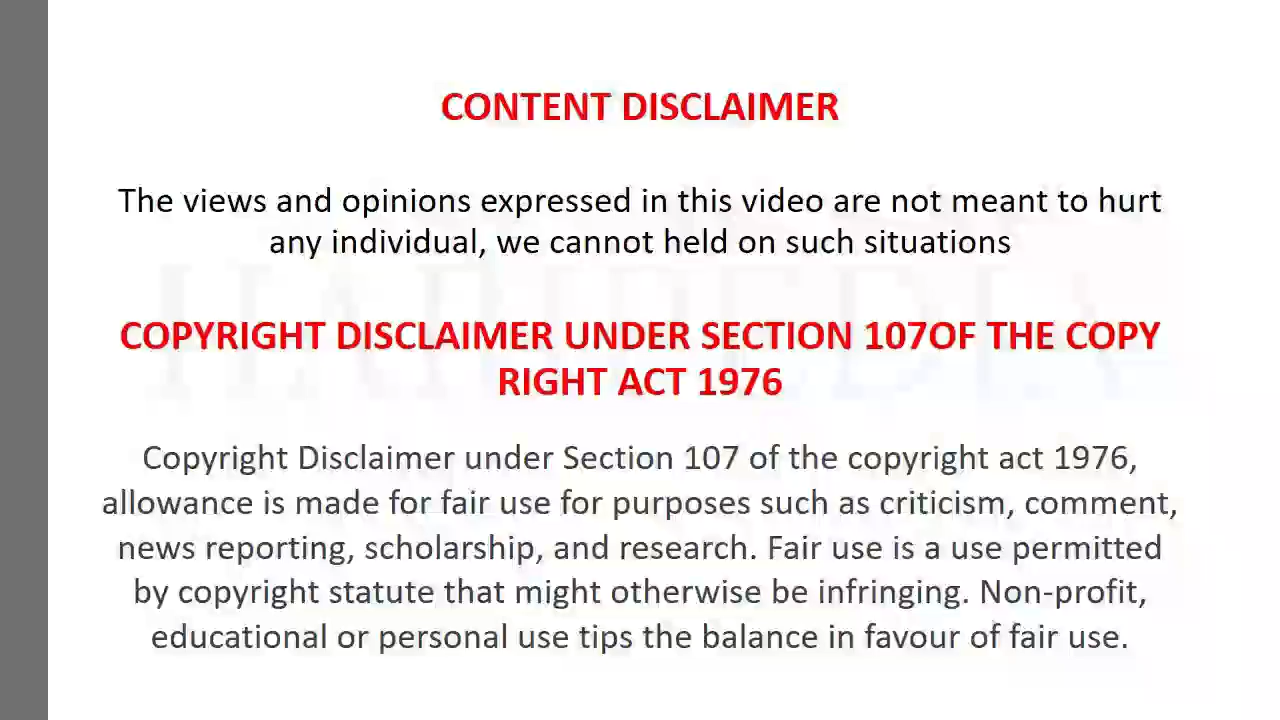 CONTENT DISCLAIMER
The views and opinions expressed in this video are not meant to hurt
any individual, we cannot held on such situations
COPYRIGHT DISCLAIMER UNDER SECTION 107OF THE COPY
RIGHT ACT 1976
Copyright Disclaimer under Section 107 of the copyright act 1976,
allowance is made for fair use for purposes such as criticism, comment,
news reporting, scholarship, and research. Fair use is a use permitted
by copyright statute that might otherwise be infringing. Non-profit,
educational or personal use tips the balance in favour of fair use.